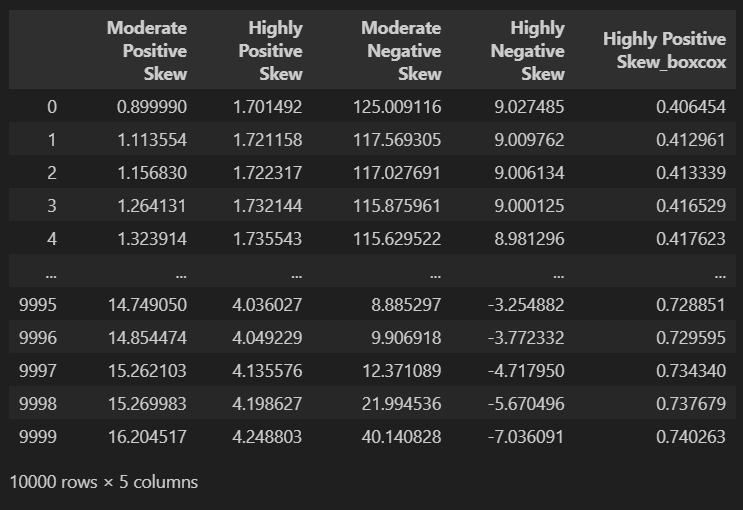 Moderate Positive Skew Highly Positive Skew Moderate Negative Skew Highly Negative Skew Highly Positive Skew_boxcox
0 0.899990 1.701492 125.009116 9.027485 0.406454
1 1.113554 1.721158 117.569305 9.009762 0.412961
2 1.156830 1.722317 117.027691 9.006134 0.413339
3 1.264131 1.732144 115.875961 9.000125 0.416529
4 1.323914 1.735543 115.629522 8.981296 0.417623
... ... ... ... ... ...
9995 14.749050 4.036027 8.885297 -3.254882 0.728851
9996 14.854474 4.049229 9.906918 -3.772332 0.729595
9997 15.262103 4.135576 12.371089 -4.717950 0.734340
9998 15.269983 4.198627 21.994536 -5.670496 0.737679
9999 16.204517 4.248803 40.140828 -7.036091 0.740263
10000 rows × 5 columns